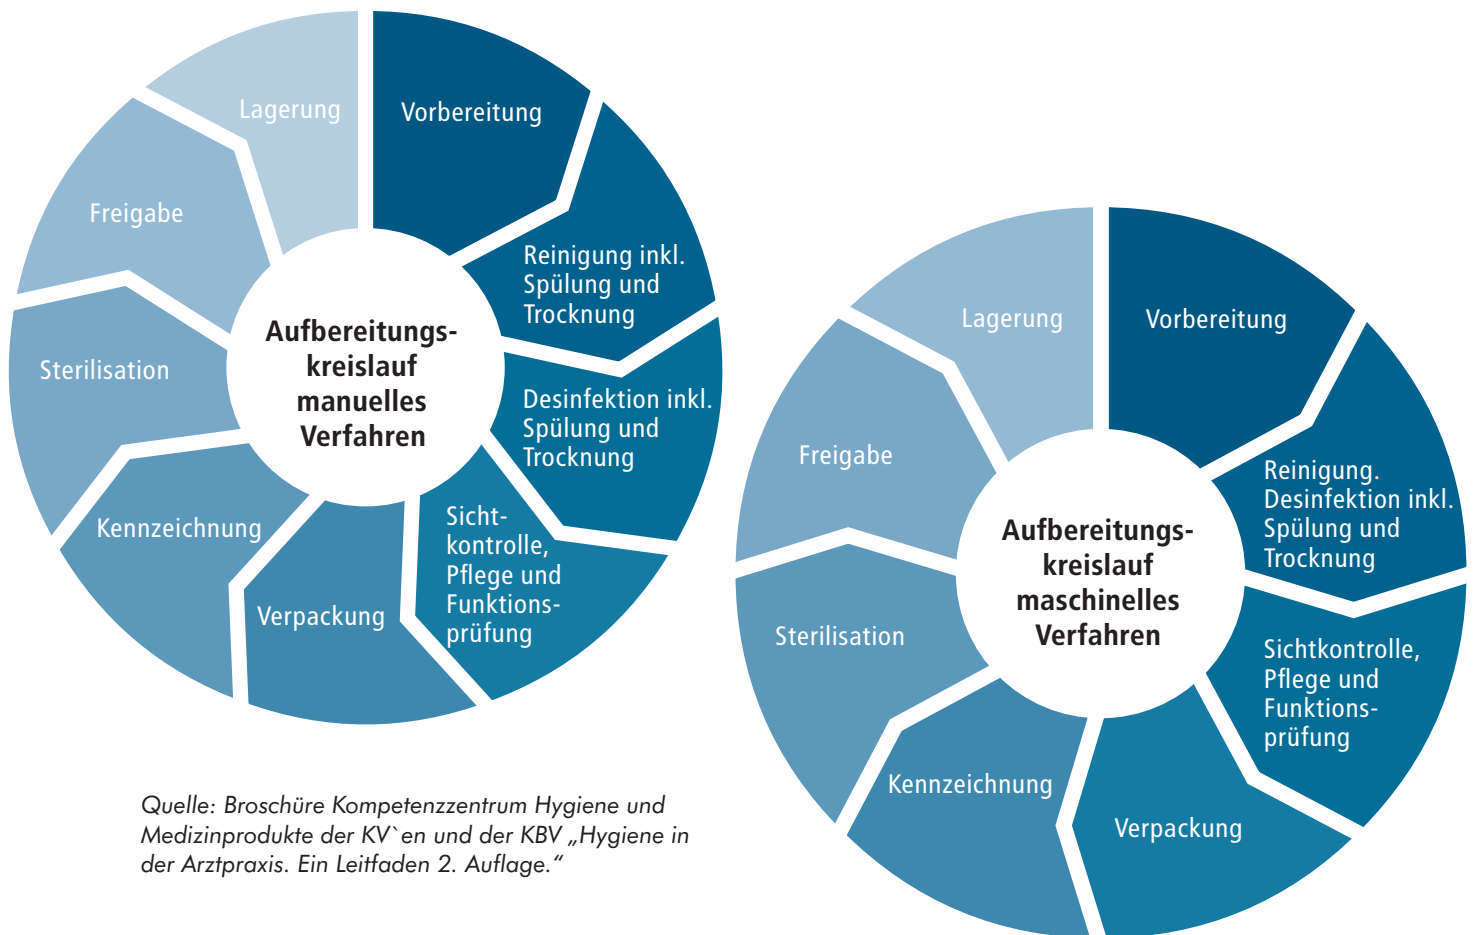 Aufbereitungs-
kreislauf
manuelles
Verfahren
Vorbereitung
Reinigung inkl.
Spülung und
Trocknung
Desinfektion inkl.
Spülung und
Trocknung
Sicht-
kontrolle,
Pflege und
Funktions-
prüfung
Verpackung
Kennzeichnung
Sterilisation
Freigabe
Lagerung
Aufbereitungs-
kreislauf
maschinelles
Verfahren
Vorbereitung
Reinigung.
Desinfektion inkl.
Spülung und
Trocknung
Sichtkontrolle,
Pflege und
Funktions-
prüfung
Verpackung
Kennzeichnung
Sterilisation
Freigabe
Lagerung
Quelle: Broschüre Kompetenzzentrum Hygiene und
Medizinprodukte der KV`en und der KBV „Hygiene in
der Arztpraxis. Ein Leitfaden 2. Auflage.“